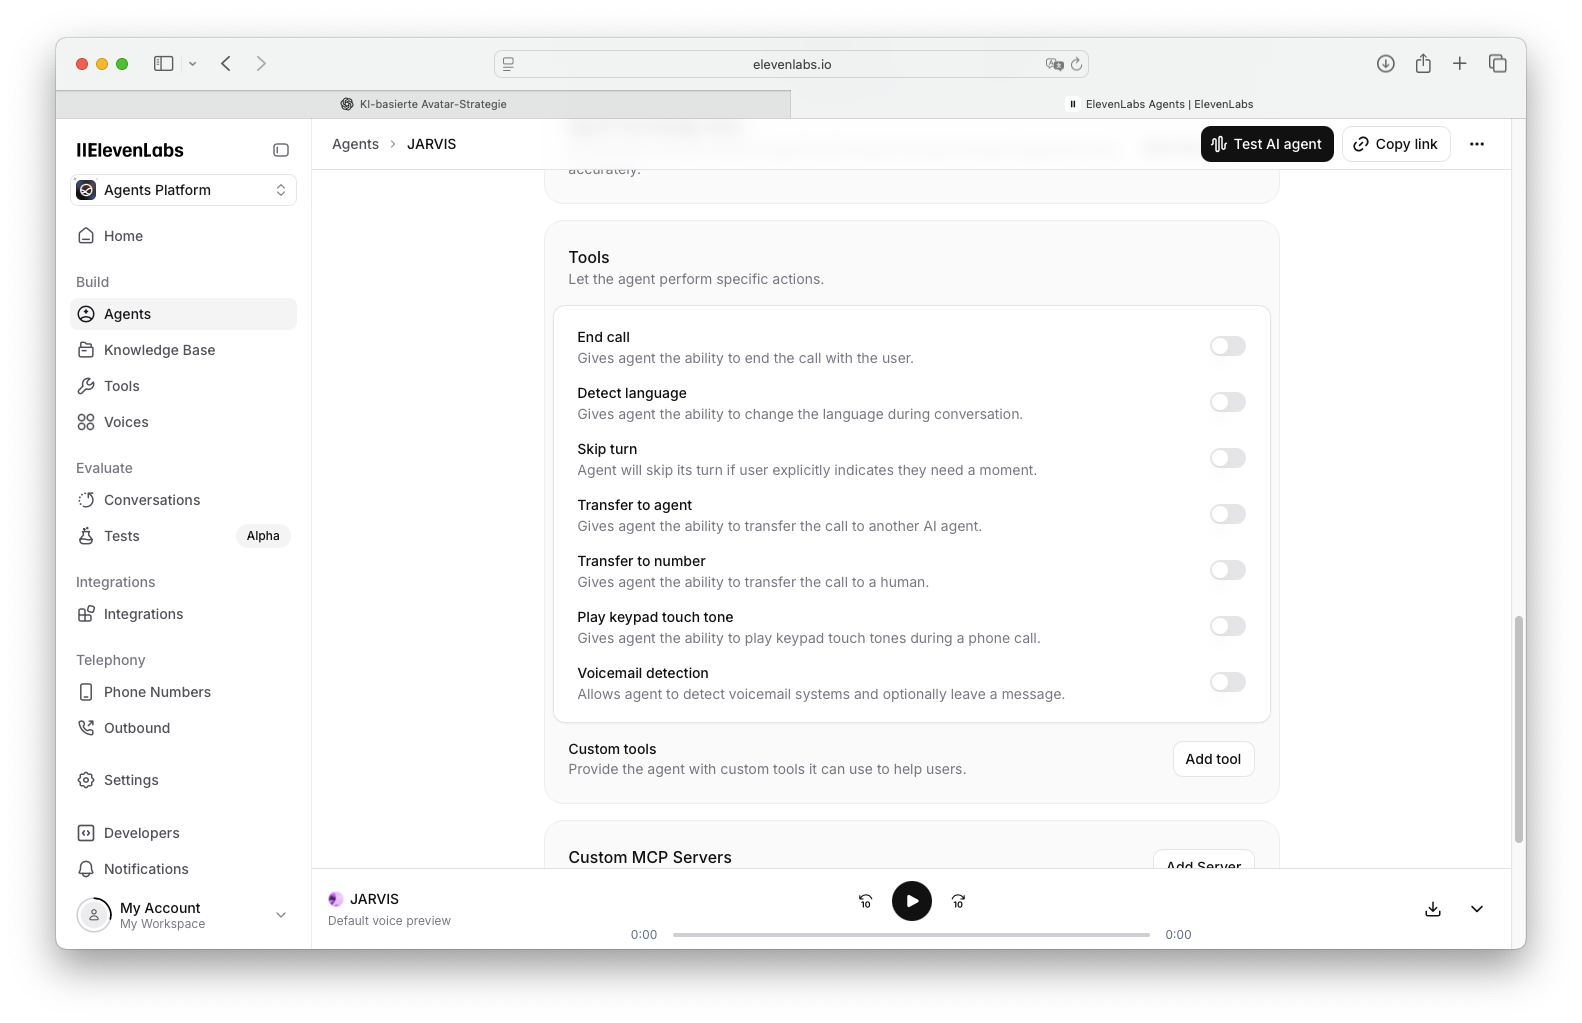 elevenlabs.io
KI-basierte Avatar-Strategie
ElevenLabs Agents | ElevenLabs
IIElevenLabs
Agents Platform
Home
Build
Agents
Knowledge Base
Tools
Voices
Evaluate
Conversations
Tests
Alpha
Integrations
Integrations
Telephony
Phone Numbers
Outbound
Settings
Developers
Notifications
My Account
My Workspace
Agents > JARVIS
Test AI agent
Copy link
accurately.
Tools
Let the agent perform specific actions.
End call
Gives agent the ability to end the call with the user.
Detect language
Gives agent the ability to change the language during conversation.
Skip turn
Agent will skip its turn if user explicitly indicates they need a moment.
Transfer to agent
Gives agent the ability to transfer the call to another AI agent.
Transfer to number
Gives agent the ability to transfer the call to a human.
Play keypad touch tone
Gives agent the ability to play keypad touch tones during a phone call.
Voicemail detection
Allows agent to detect voicemail systems and optionally leave a message.
Custom tools
Provide the agent with custom tools it can use to help users.
Add tool
Custom MCP Servers
Add Server
JARVIS
Default voice preview
10
10
0:00
0:00